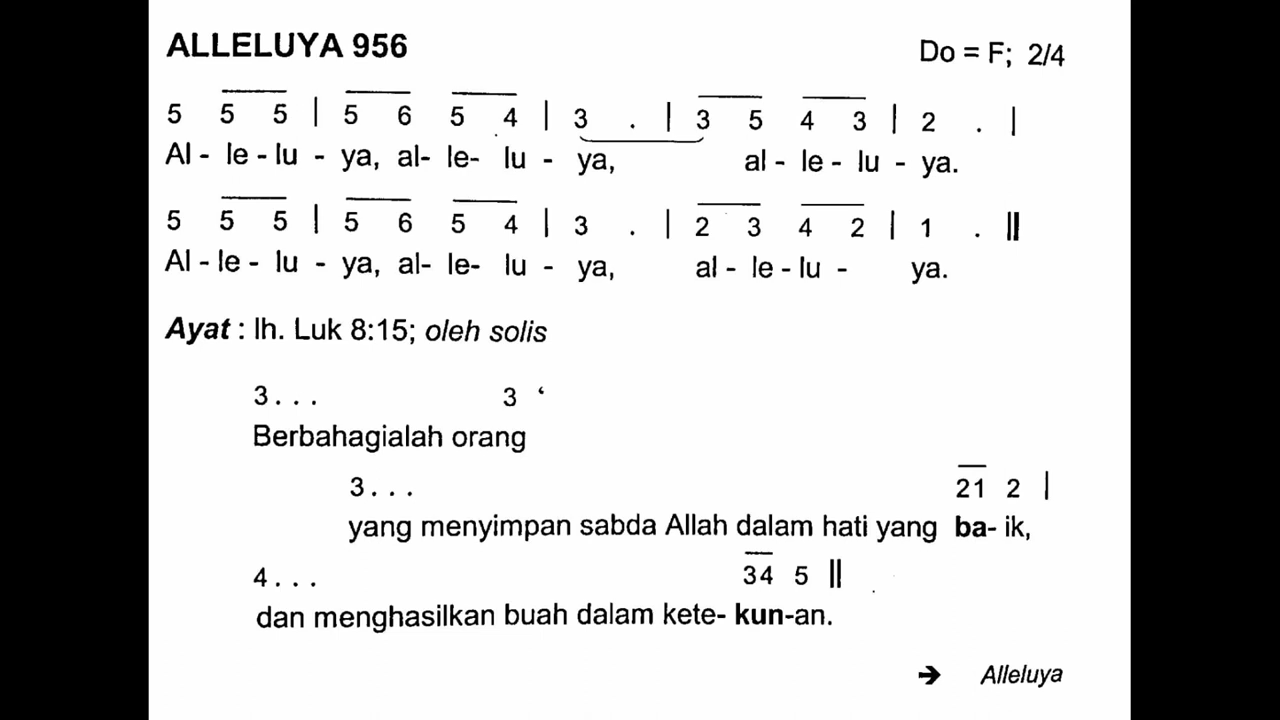 ALLELUYA 956 Do = F; 2/4
5 5 5 | 5 6 5 4 | 3 . | 3 5 4 3 | 2 . |
Al - le - lu - ya, al- le- lu - ya, al - le - lu - ya.
5 5 5 | 5 6 5 4 | 3 . | 2 3 4 2 | 1 . ||
Al - le - lu - ya, al- le- lu - ya, al - le - lu - ya.
Ayat : lh. Luk 8:15; oleh solis
3 . . . 3 ‘
Berbahagialah orang
3 . . . 21 2 |
yang menyimpan sabda Allah dalam hati yang ba- ik,
4 . . . 34 5 ||
dan menghasilkan buah dalam kete- kun-an.
→ Alleluya